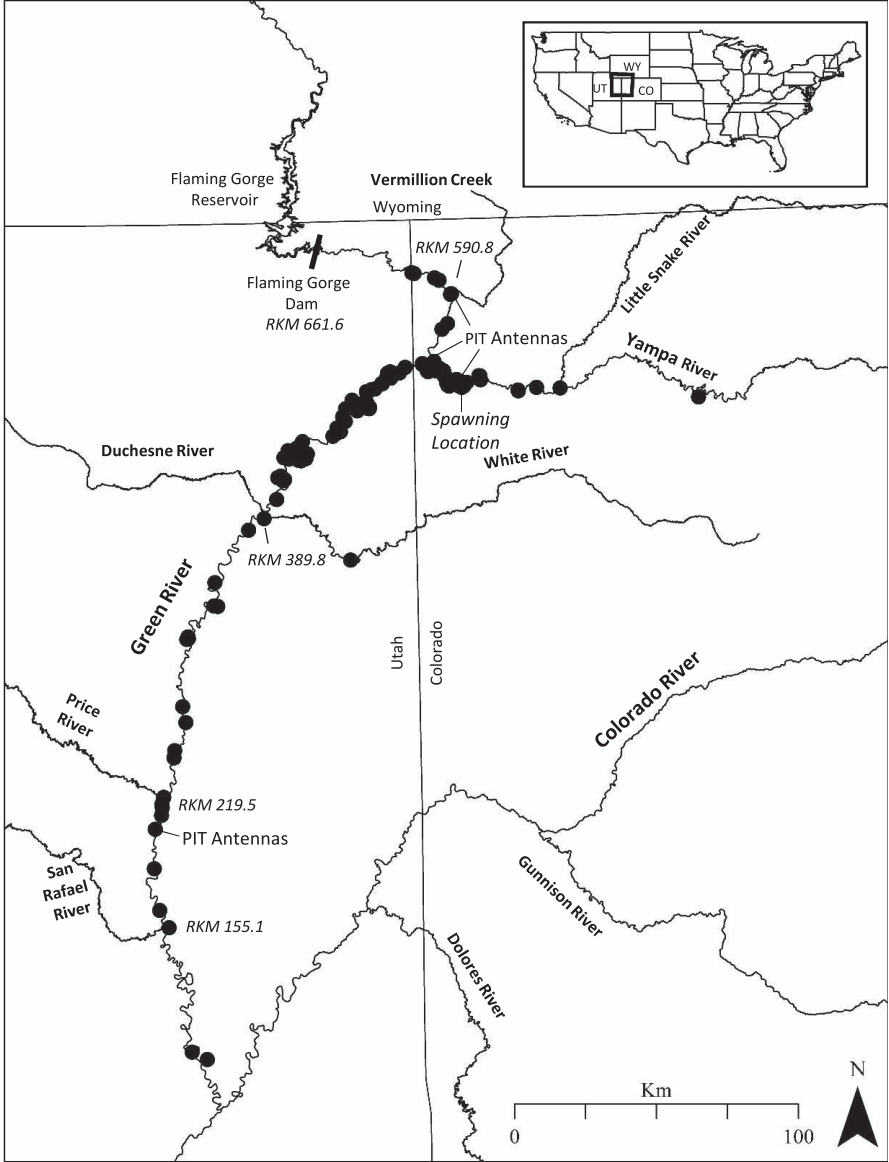 WY
UT
CO
Flaming Gorge
Reservoir
Vermillion Creek
Wyoming
RKM 590.8
Little Snake River
Flaming Gorge
Dam
RKM 661.6
PIT Antennas
Yampa River
Spawning
Location
Duchesne River
White River
RKM 389.8
Green River
Utah
Colorado
Colorado River
Price
River
RKM 219.5
PIT Antennas
San
Rafael
River
Gunnison River
RKM 155.1
Dolores River
N
Km
0
100